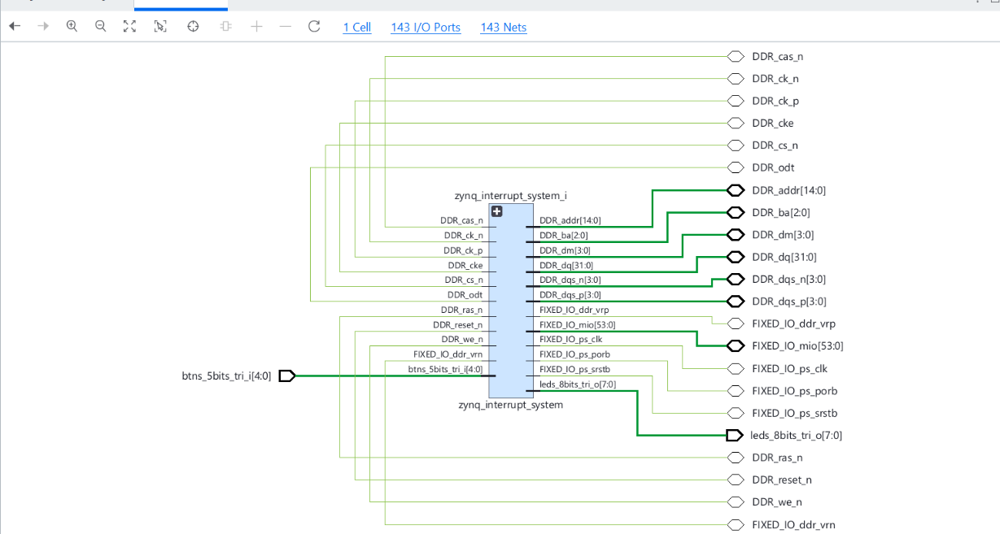 1 Cell 143 I/O Ports 143 Nets
DDR_cas_n
DDR_ck_n
DDR_ck_p
DDR_cke
DDR_cs_n
DDR_odt
DDR_addr[14:0]
DDR_ba[2:0]
DDR_dm[3:0]
DDR_dq[31:0]
DDR_dqs_n[3:0]
DDR_dqs_p[3:0]
FIXED_IO_ddr_vrp
FIXED_IO_mio[53:0]
FIXED_IO_ps_clk
FIXED_IO_ps_porb
FIXED_IO_ps_srstb
leds_8bits_tri_o[7:0]
DDR_ras_n
DDR_reset_n
DDR_we_n
FIXED_IO_ddr_vrn
zynq_interrupt_system_i
DDR_cas_n DDR_addr[14:0]
DDR_ck_n DDR_ba[2:0]
DDR_ck_p DDR_dm[3:0]
DDR_cke DDR_dq[31:0]
DDR_cs_n DDR_dqs_n[3:0]
DDR_odt DDR_dqs_p[3:0]
DDR_ras_n FIXED_IO_ddr_vrp
DDR_reset_n FIXED_IO_mio[53:0]
DDR_we_n FIXED_IO_ps_clk
FIXED_IO_ddr_vrn FIXED_IO_ps_porb
btns_5bits_tri_i[4:0] FIXED_IO_ps_srstb
leds_8bits_tri_o[7:0]
zynq_interrupt_system
btns_5bits_tri_i[4:0]